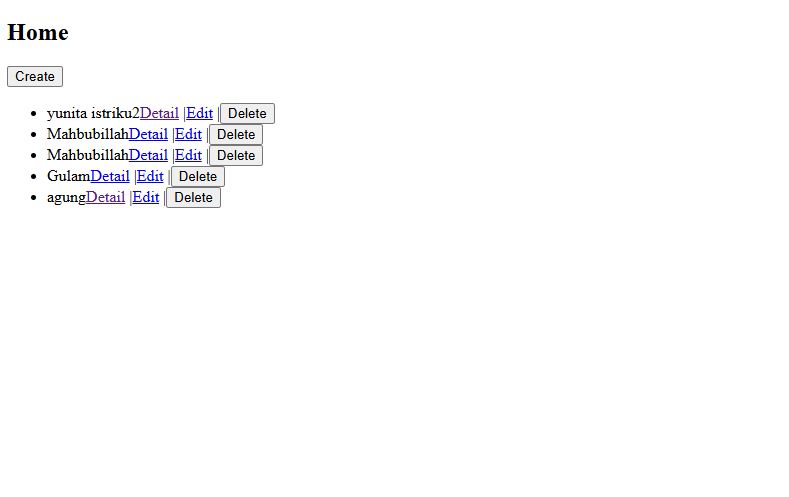 Home
Create
yunita istriku2Detail |Edit |Delete
MahbubillahDetail |Edit |Delete
MahbubillahDetail |Edit |Delete
GulamDetail |Edit |Delete
agungDetail |Edit |Delete